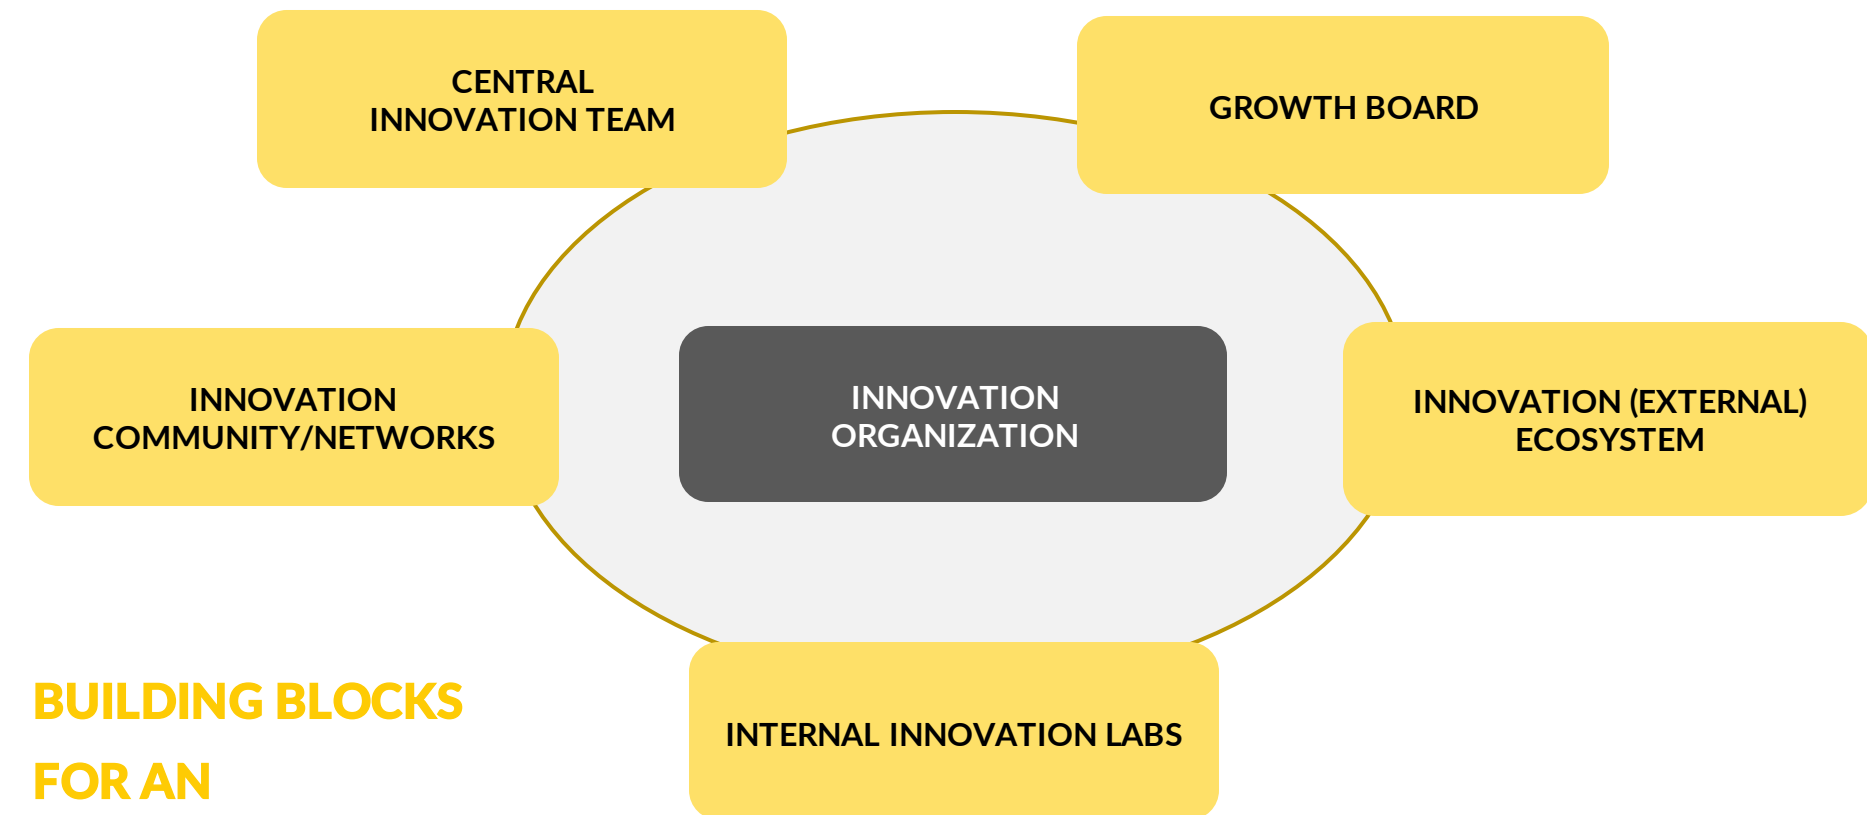 CENTRAL
INNOVATION TEAM
GROWTH BOARD
INNOVATION
COMMUNITY/NETWORKS
INNOVATION
ORGANIZATION
INNOVATION (EXTERNAL)
ECOSYSTEM
INTERNAL INNOVATION LABS
BUILDING BLOCKS
FOR AN